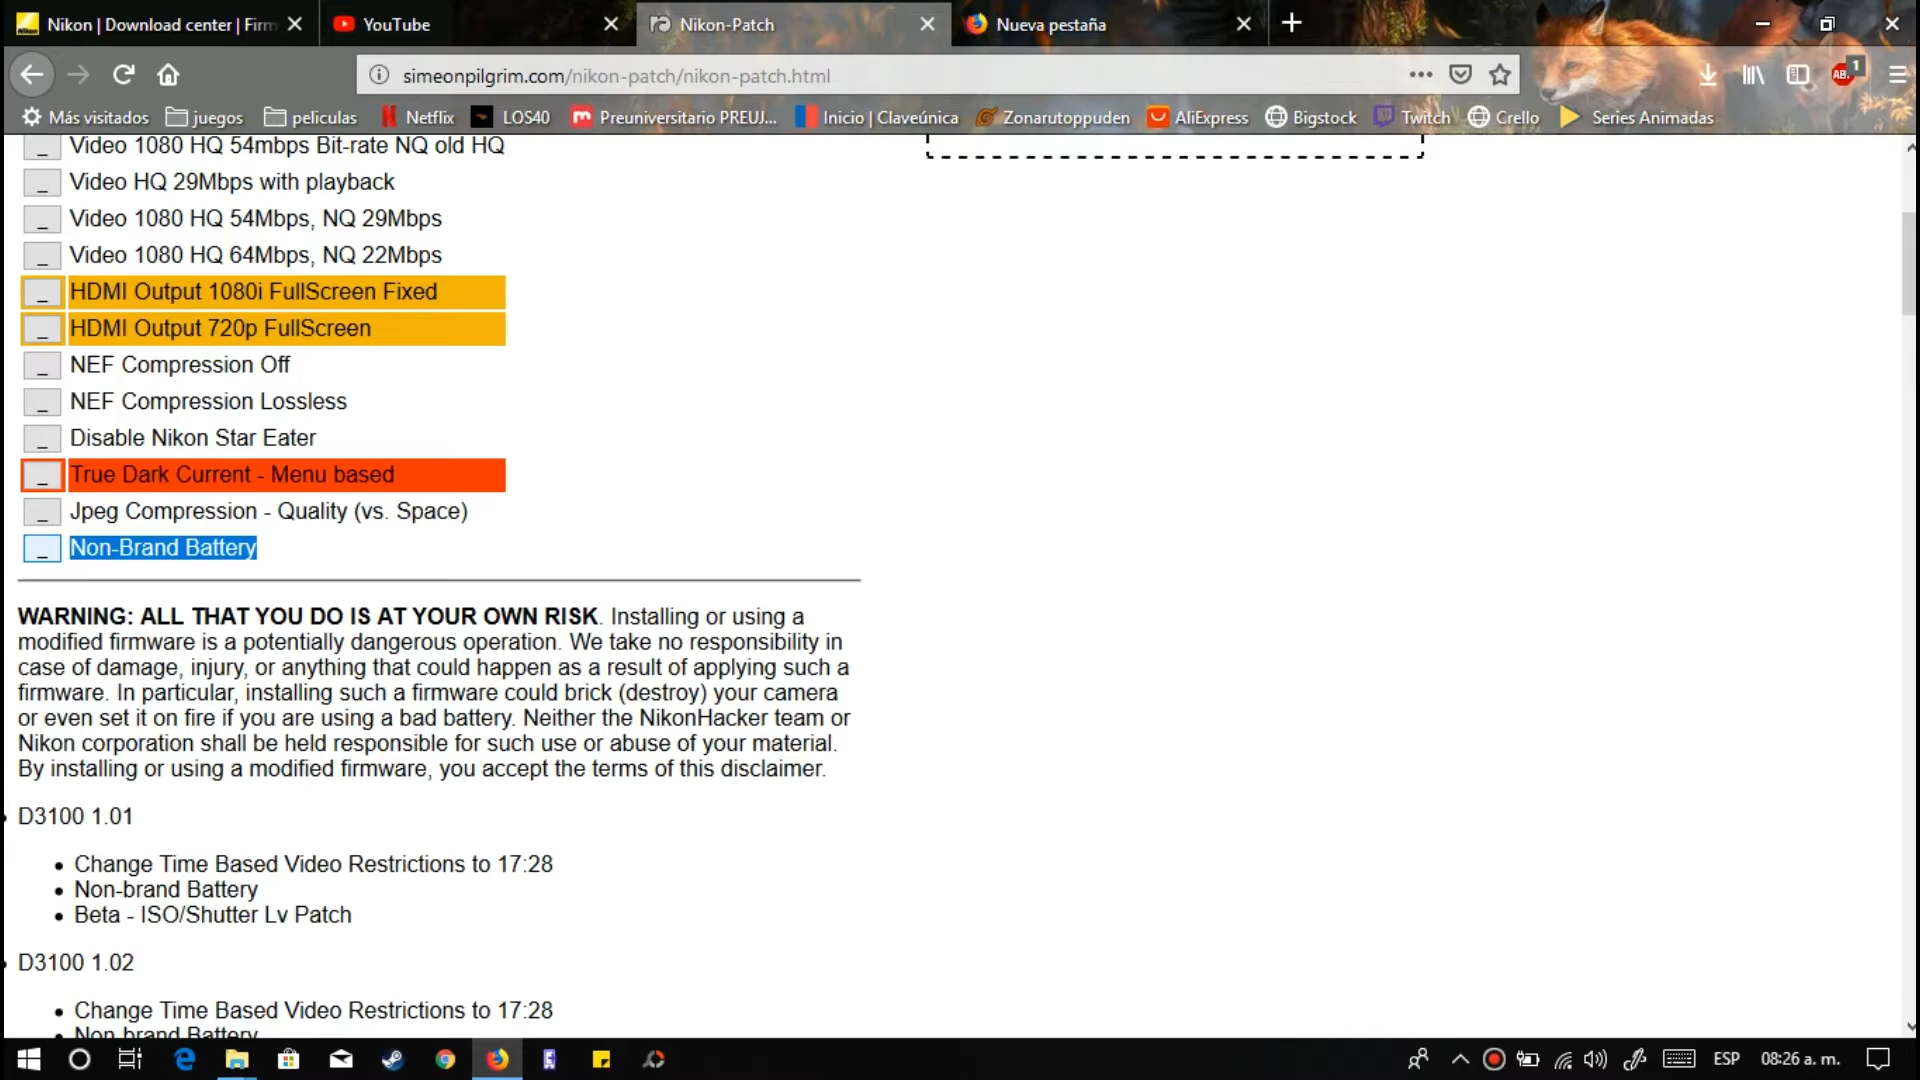 Nikon | Download center | Firm
YouTube
Nikon-Patch
Nueva pestaña
simeonpilgrim.com/nikon-patch/nikon-patch.html
ABP
1
Más visitados
juegos
peliculas
Netflix
LOS40
Preuniversitario PREUJ...
Inicio | Claveúnica
Zonarutoppuden
AliExpress
Bigstock
Twitch
Crello
Series Animadas
_ Video 1080 HQ 54mbps Bit-rate NQ old HQ
_ Video HQ 29Mbps with playback
_ Video 1080 HQ 54Mbps, NQ 29Mbps
_ Video 1080 HQ 64Mbps, NQ 22Mbps
_ HDMI Output 1080i FullScreen Fixed
_ HDMI Output 720p FullScreen
_ NEF Compression Off
_ NEF Compression Lossless
_ Disable Nikon Star Eater
_ True Dark Current - Menu based
_ Jpeg Compression - Quality (vs. Space)
_ Non-Brand Battery
WARNING: ALL THAT YOU DO IS AT YOUR OWN RISK. Installing or using a
modified firmware is a potentially dangerous operation. We take no responsibility in
case of damage, injury, or anything that could happen as a result of applying such a
firmware. In particular, installing such a firmware could brick (destroy) your camera
or even set it on fire if you are using a bad battery. Neither the NikonHacker team or
Nikon corporation shall be held responsible for such use or abuse of your material.
By installing or using a modified firmware, you accept the terms of this disclaimer.
D3100 1.01
• Change Time Based Video Restrictions to 17:28
• Non-brand Battery
• Beta - ISO/Shutter Lv Patch
D3100 1.02
• Change Time Based Video Restrictions to 17:28
• Non-brand Battery
ESP
08:26 a. m.